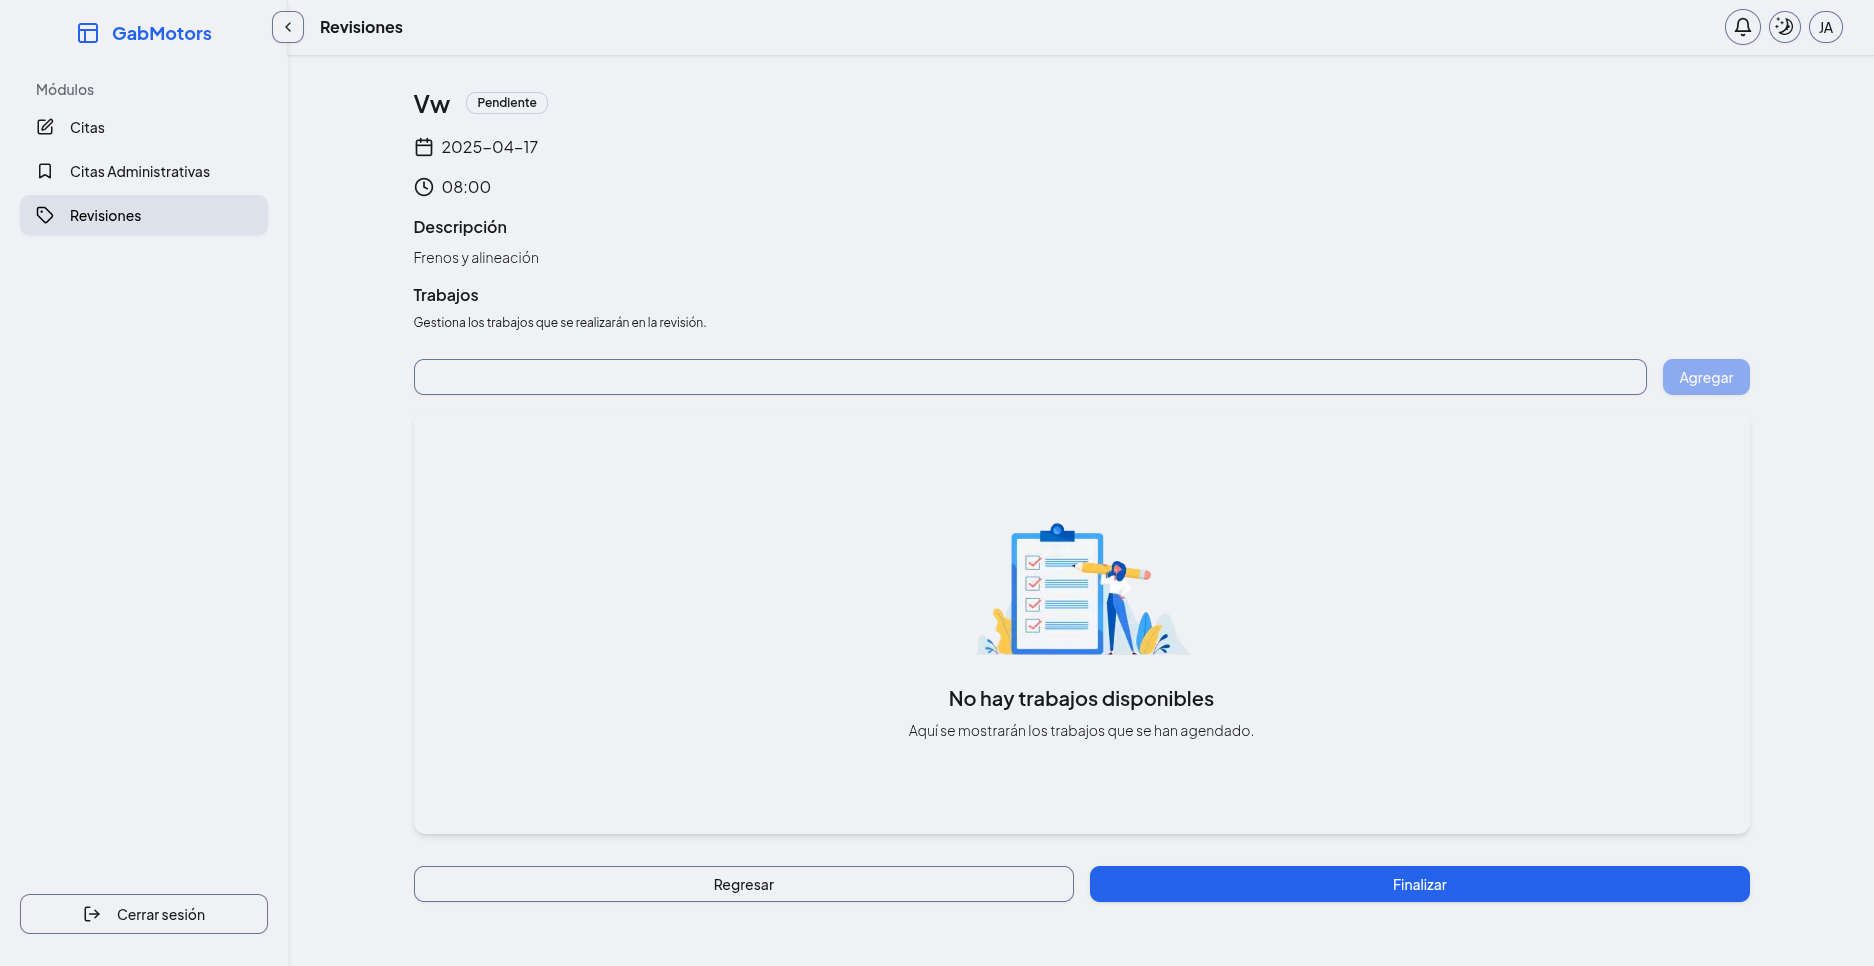 GabMotors
Módulos
Citas
Citas Administrativas
Revisiones
Cerrar sesión
Revisiones
JA
Vw
Pendiente
2025-04-17
08:00
Descripción
Frenos y alineación
Trabajos
Gestiona los trabajos que se realizarán en la revisión.
Agregar
No hay trabajos disponibles
Aquí se mostrarán los trabajos que se han agendado.
Regresar
Finalizar